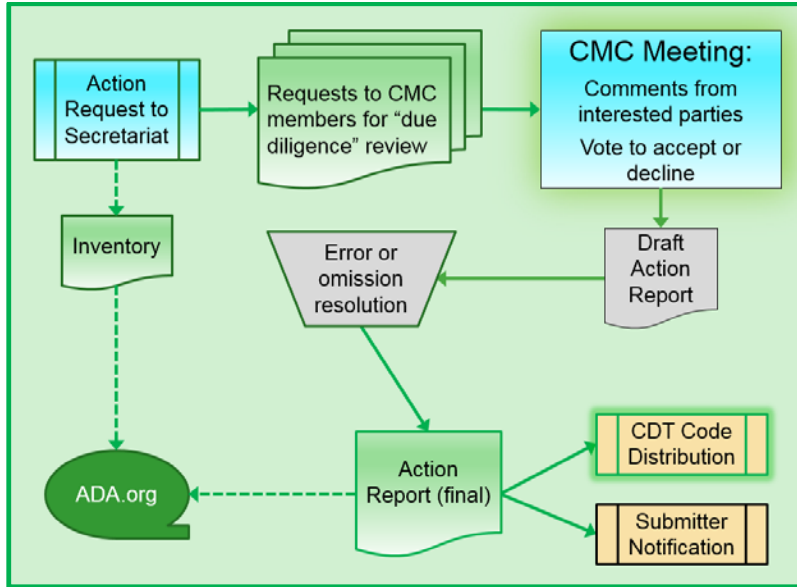 Action
Request to
Secretariat
Requests to CMC
members for “due
diligence” review
CMC Meeting:
Comments from
interested parties
Vote to accept or
decline
Inventory
Error or
omission
resolution
Draft
Action
Report
ADA.org
Action
Report (final)
CDT Code
Distribution
Submitter
Notification